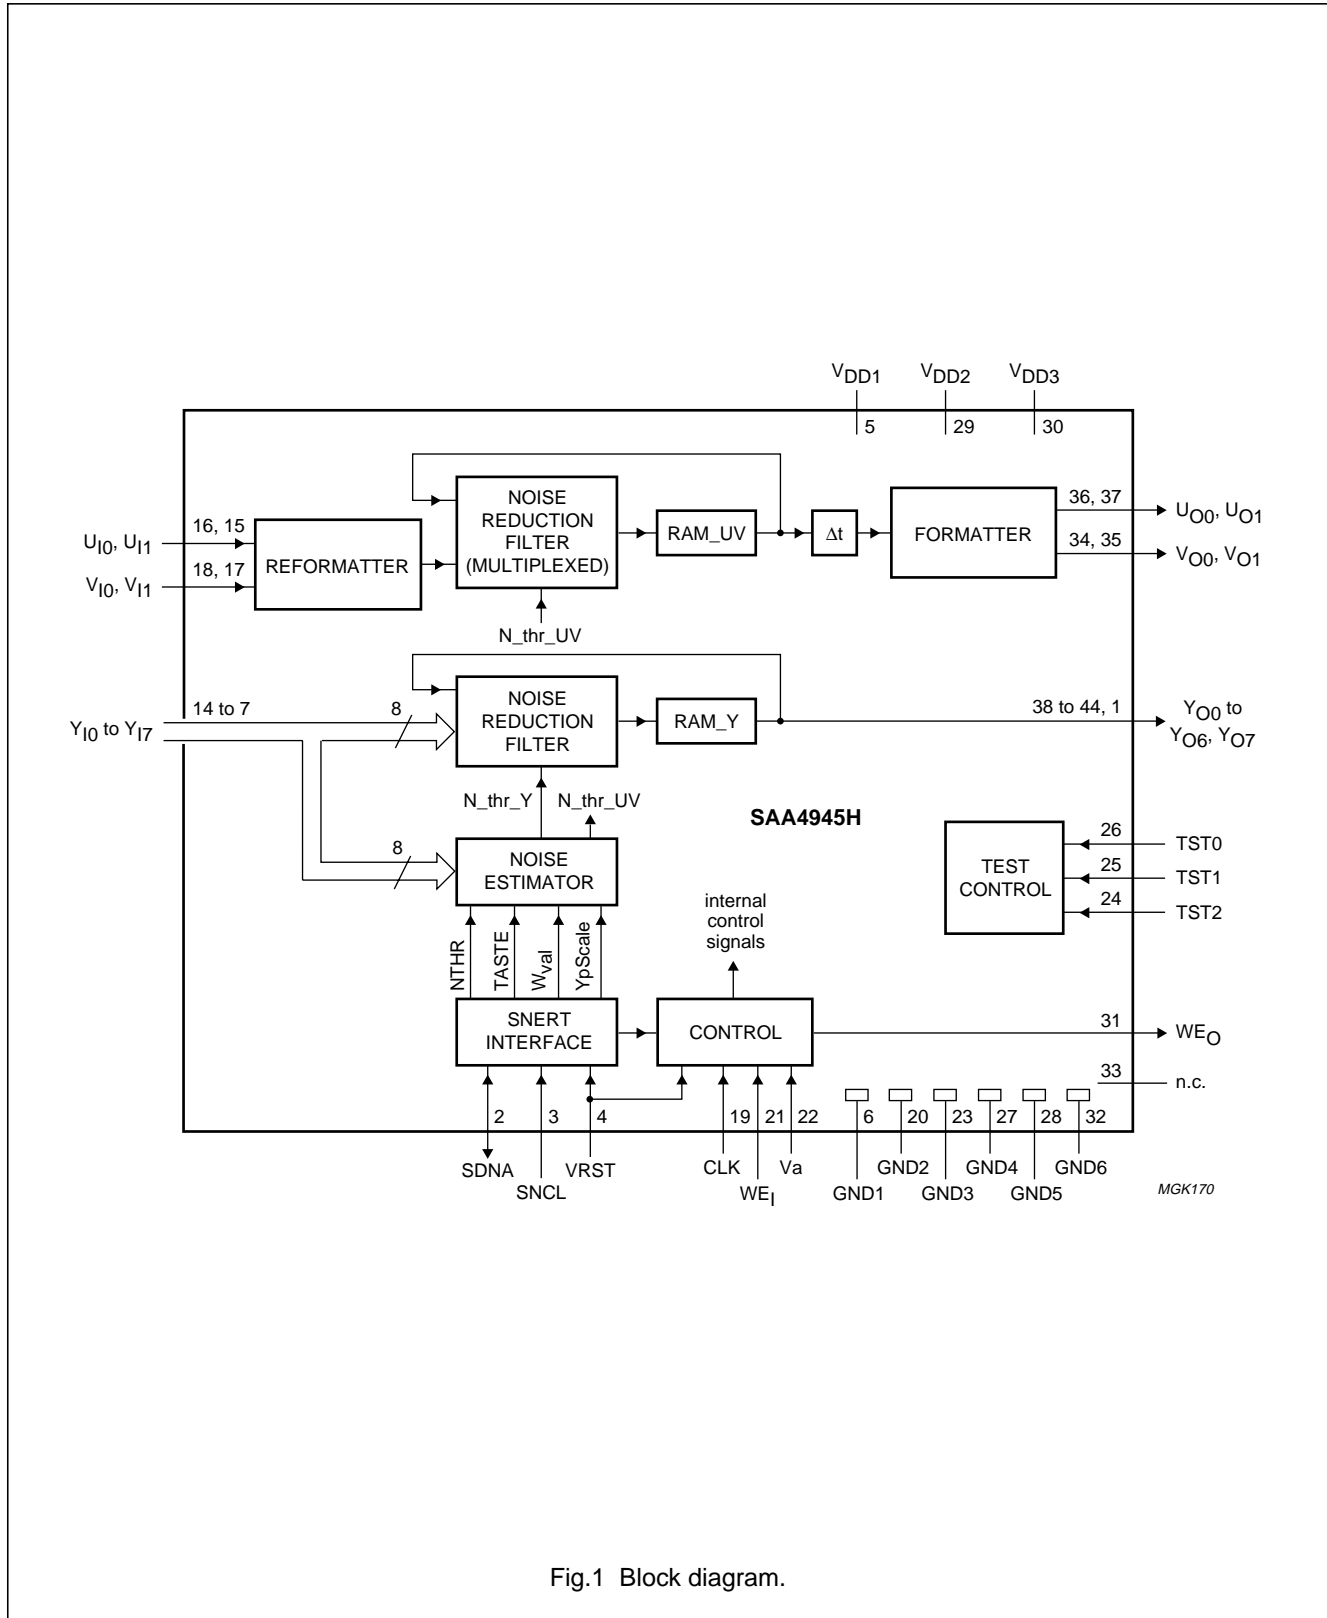 VDD1 VDD2 VDD3
5 29 30
NOISE
REDUCTION
FILTER
(MULTIPLEXED)
RAM_UV
Δt
FORMATTER
36, 37
UO0, UO1
34, 35
VO0, VO1
UI0, UI1
16, 15
VI0, VI1
18, 17
REFORMATTER
N_thr_UV
YI0 to YI7
14 to 7
8
NOISE
REDUCTION
FILTER
RAM_Y
38 to 44, 1
YO0 to
YO6, YO7
N_thr_Y
N_thr_UV
SAA4945H
8
NOISE
ESTIMATOR
TEST
CONTROL
26
TST0
25
TST1
24
TST2
NTHR
TASTE
Wval
YpScale
internal
control
signals
SNERT
INTERFACE
CONTROL
31
WEO
33
n.c.
2 3 4 19 21 22 6 20 23 27 28 32
SDNA VRST CLK Va GND2 GND4 GND6
SNCL WEI GND1 GND3 GND5
MGK170
Fig.1 Block diagram.